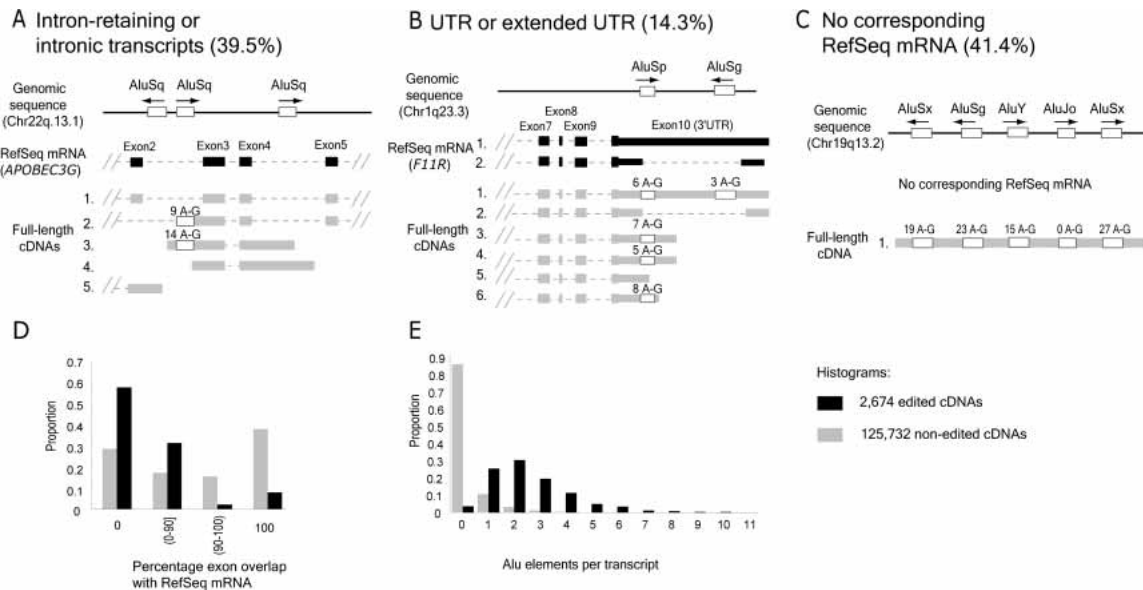 A Intron-retaining or
intronic transcripts (39.5%)
AluSq AluSq AluSq
Genomic
sequence
(Chr22q.13.1)
RefSeq mRNA
(APOBEC3G)
Exon2 Exon3 Exon4 Exon5
1.
9 A-G
2.
14 A-G
Full-length
cDNAs
3.
4.
5.
B UTR or extended UTR (14.3%)
AluSp AluSg
Genomic
sequence
(Chr1q23.3)
Exon8
Exon7 Exon9 Exon10 (3'UTR)
1.
RefSeq mRNA
(F11R)
2.
6 A-G 3 A-G
1.
2.
7 A-G
Full-length
cDNAs
3.
5 A-G
4.
5.
8 A-G
6.
C No corresponding
RefSeq mRNA (41.4%)
AluSx AluSg AluY AluJo AluSx
Genomic
sequence
(Chr19q13.2)
No corresponding RefSeq mRNA
19 A-G 23 A-G 15 A-G 0 A-G 27 A-G
Full-length
cDNA
1.
D
0.7
0.6
0.5
0.4
0.3
0.2
0.1
0
Proportion
0 (0-90] (90-100) 100
Percentage exon overlap
with RefSeq mRNA
E
0.9
0.8
0.7
0.6
0.5
0.4
0.3
0.2
0.1
0
Proportion
0 1 2 3 4 5 6 7 8 9 10 11
Alu elements per transcript
Histograms:
2,674 edited cDNAs
125,732 non-edited cDNAs